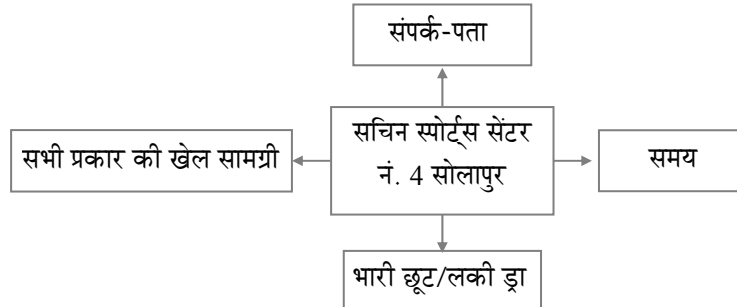 संपर्क-पता
सचिन स्पोर्ट्स सेंटर
नं. 4 सोलापुर
सभी प्रकार की खेल सामग्री
समय
भारी छूट/लकी ड्रा